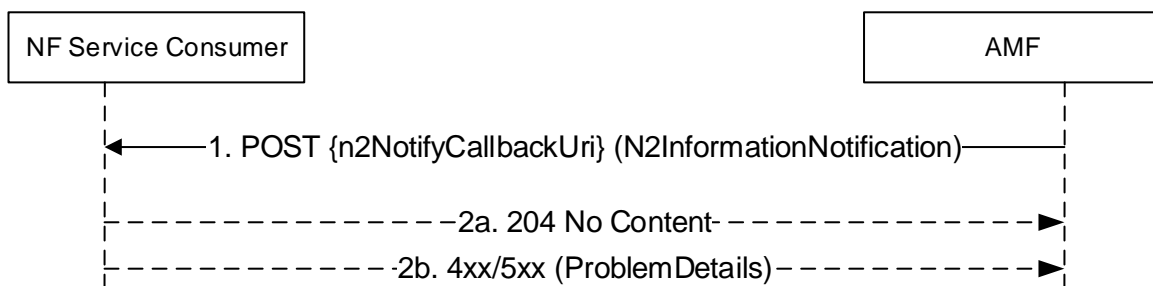 NF Service Consumer
AMF
1. POST {n2NotifyCallbackUri} (N2InformationNotification)
2a. 204 No Content
2b. 4xx/5xx (ProblemDetails)